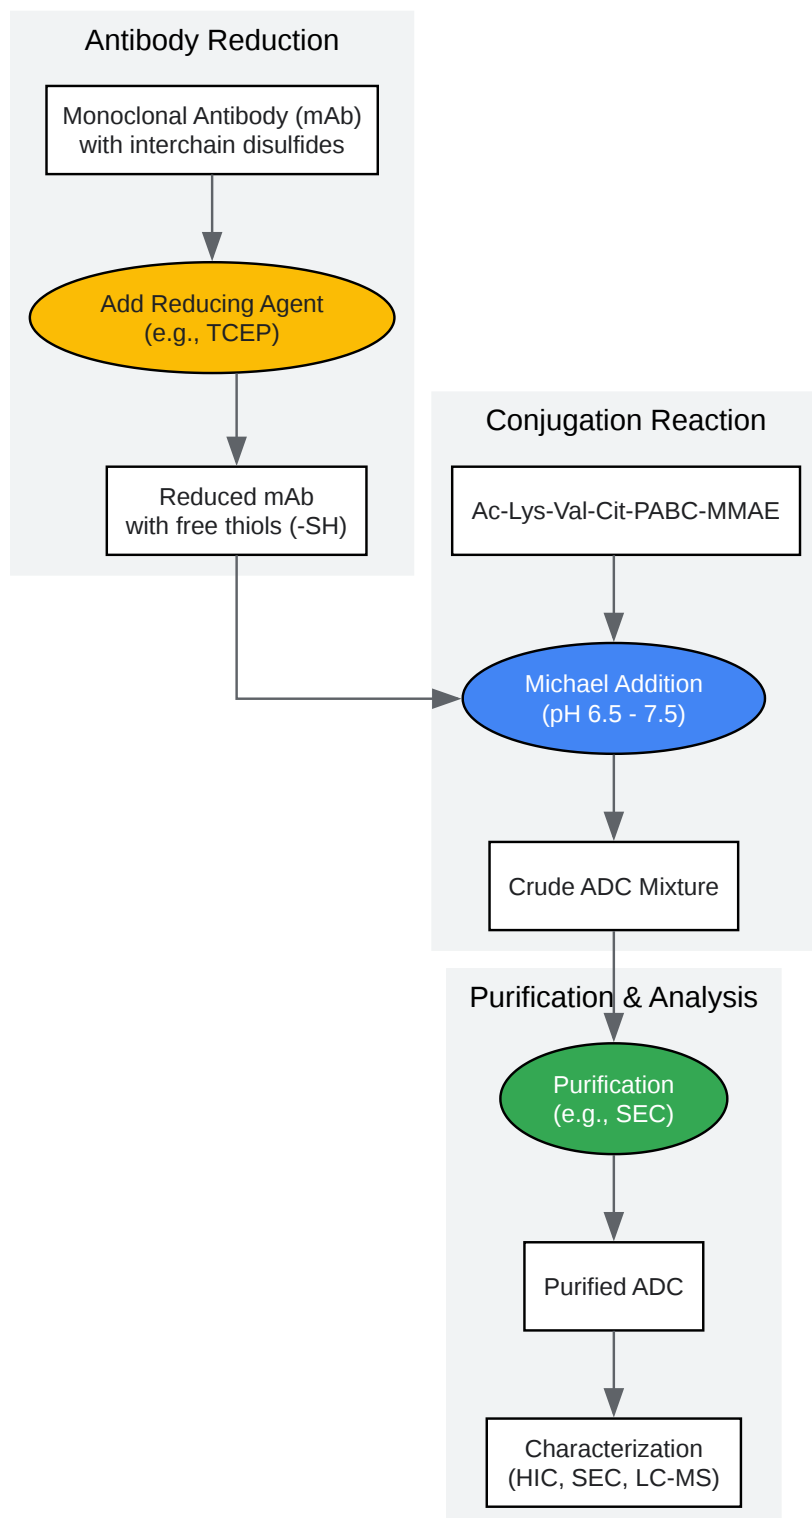 Antibody Reduction
Monoclonal Antibody (mAb)
with interchain disulfides
Add Reducing Agent
(e.g., TCEP)
Reduced mAb
with free thiols (-SH)
Conjugation Reaction
Ac-Lys-Val-Cit-PABC-MMAE
Michael Addition
(pH 6.5 - 7.5)
Crude ADC Mixture
Purification & Analysis
Purification
(e.g., SEC)
Purified ADC
Characterization
(HIC, SEC, LC-MS)